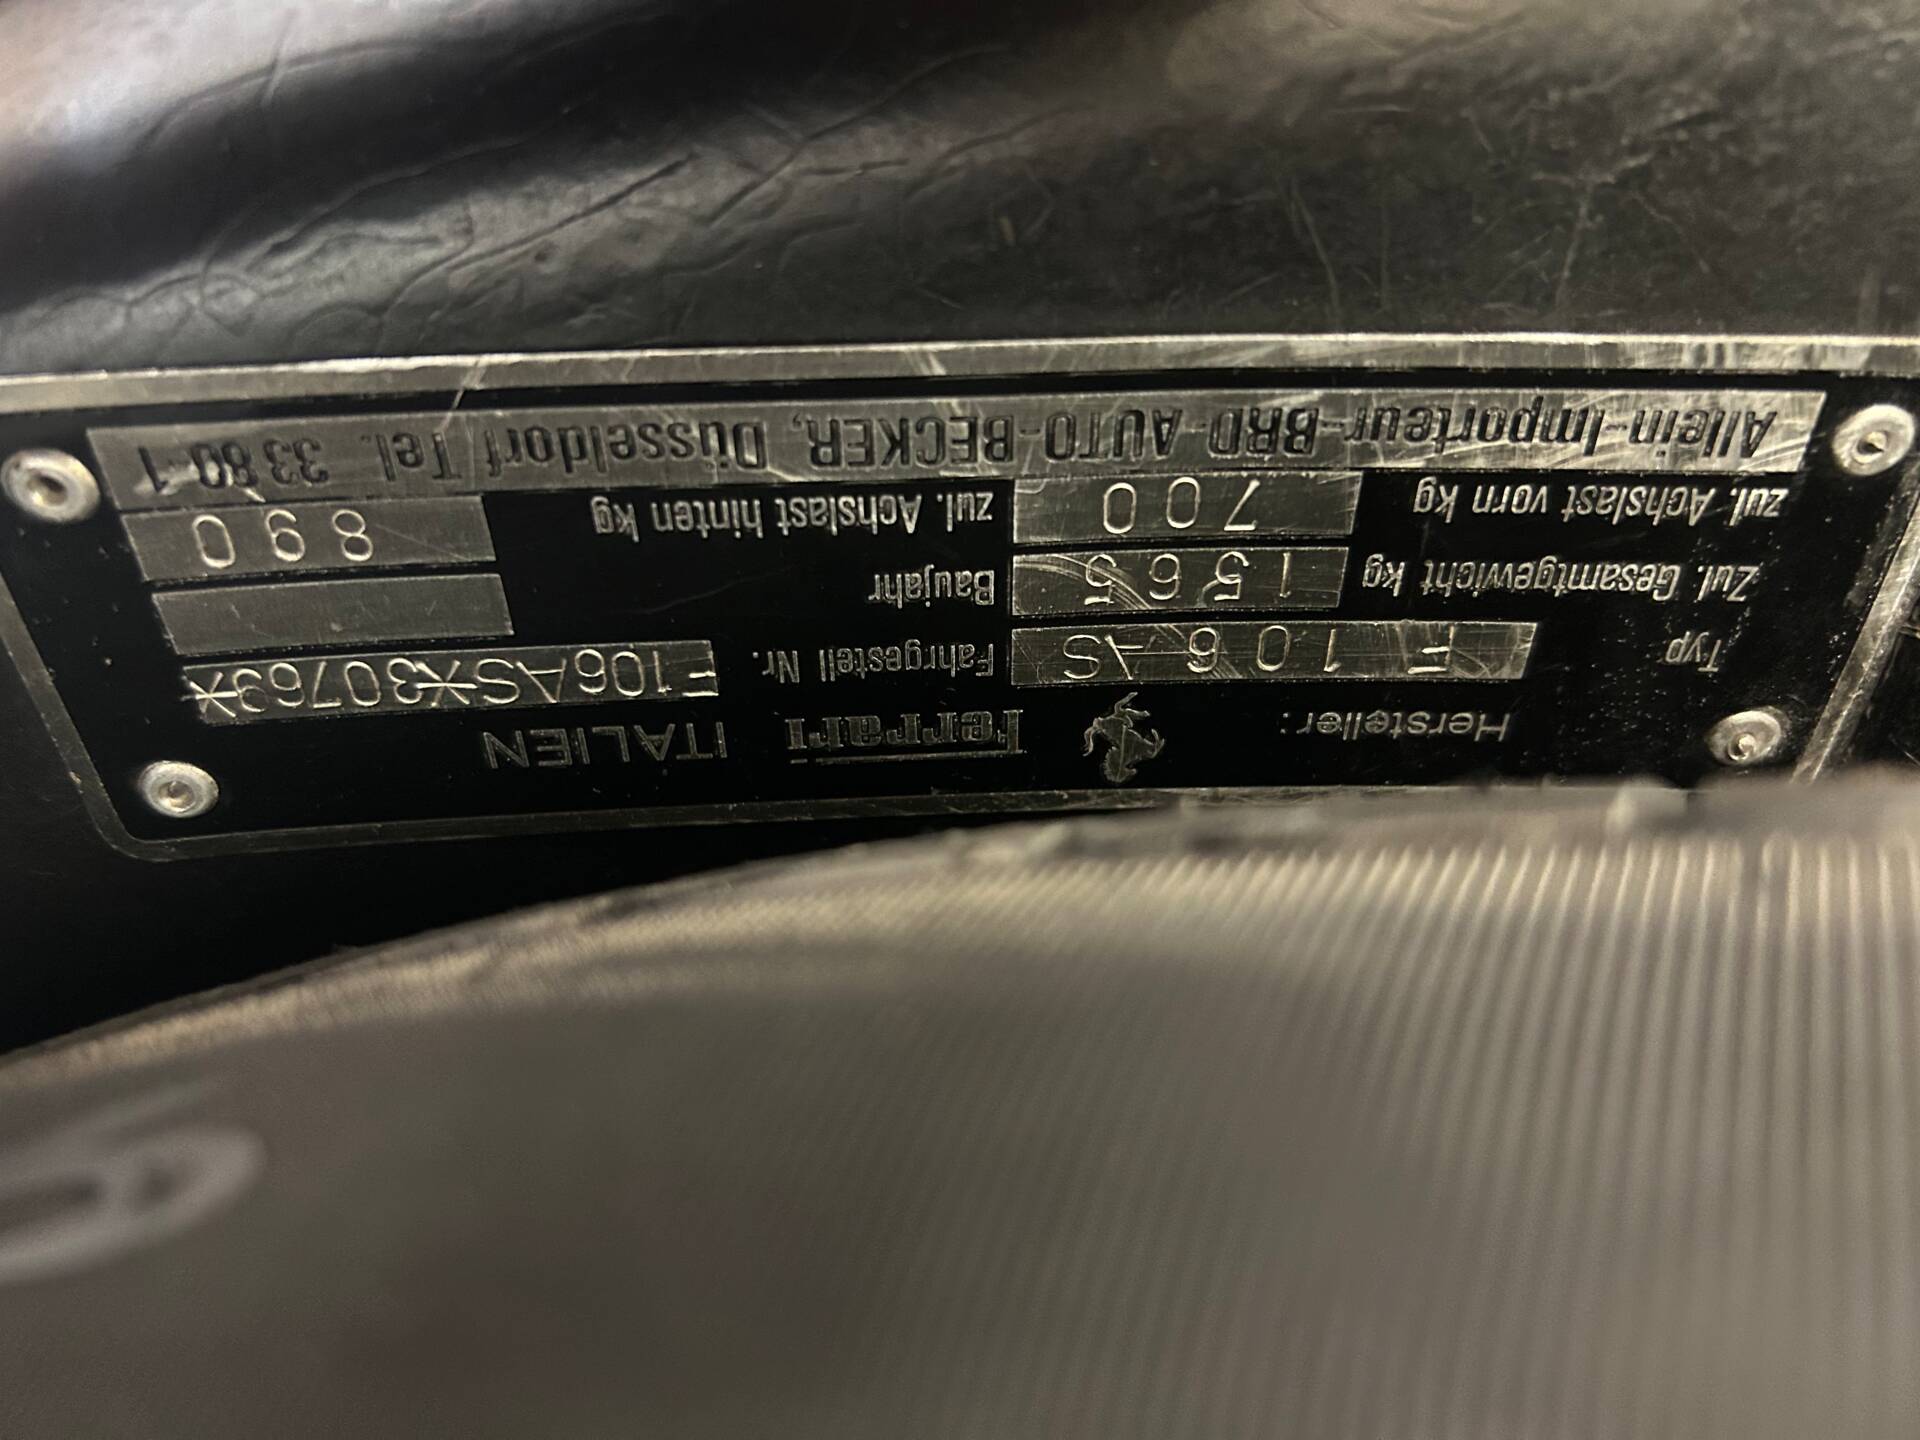 Hersteller: Ferrari ITALIEN
Typ F 106 AS Fahrgestell Nr. F106AS*30763*
Zul. Gesamtgewicht kg 1565 Baujahr
zul. Achslast vorn kg 700 zul. Achslast hinten kg 890
Allein-Importeur-BRD AUTO-BECKER, Düsseldorf Tel. 3380-1